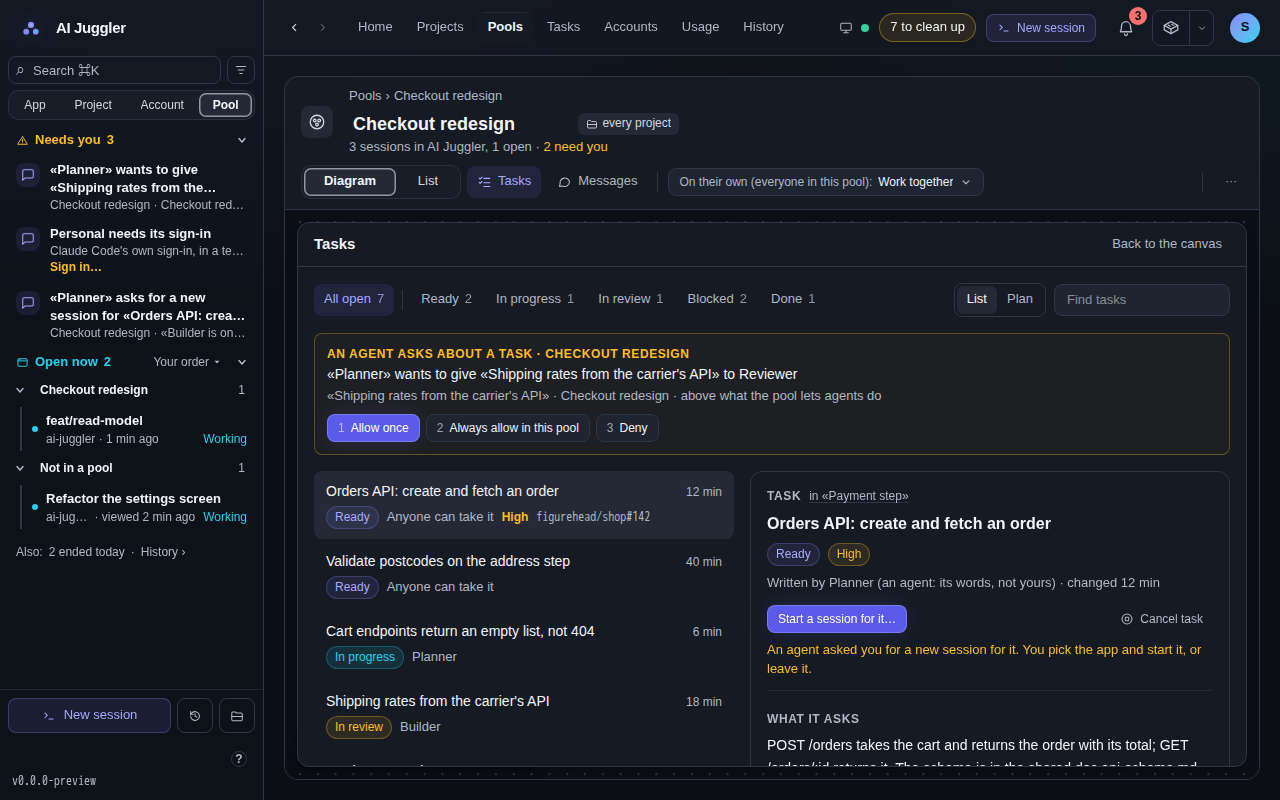 AI Juggler
Search ⌘K
App Project Account Pool
Needs you 3
«Planner» wants to give
«Shipping rates from the…
Checkout redesign · Checkout red…
Personal needs its sign-in
Claude Code's own sign-in, in a te…
Sign in…
«Planner» asks for a new
session for «Orders API: crea…
Checkout redesign · «Builder is on…
Open now 2 Your order
Checkout redesign 1
feat/read-model
ai-juggler · 1 min ago Working
Not in a pool 1
Refactor the settings screen
ai-jug… · viewed 2 min ago Working
Also: 2 ended today · History ›
New session
?
v0.0.0-preview
Home Projects Pools Tasks Accounts Usage History
7 to clean up
New session
3
S
Pools › Checkout redesign
Checkout redesign
every project
3 sessions in AI Juggler, 1 open · 2 need you
Diagram List Tasks Messages
On their own (everyone in this pool): Work together
…
Tasks
Back to the canvas
All open 7 Ready 2 In progress 1 In review 1 Blocked 2 Done 1
List Plan
Find tasks
AN AGENT ASKS ABOUT A TASK · CHECKOUT REDESIGN
«Planner» wants to give «Shipping rates from the carrier's API» to Reviewer
«Shipping rates from the carrier's API» · Checkout redesign · above what the pool lets agents do
1 Allow once 2 Always allow in this pool 3 Deny
Orders API: create and fetch an order 12 min
Ready Anyone can take it High figurehead/shop#142
Validate postcodes on the address step 40 min
Ready Anyone can take it
Cart endpoints return an empty list, not 404 6 min
In progress Planner
Shipping rates from the carrier's API 18 min
In review Builder
TASK in «Payment step»
Orders API: create and fetch an order
Ready High
Written by Planner (an agent: its words, not yours) · changed 12 min
Start a session for it…
Cancel task
An agent asked you for a new session for it. You pick the app and start it, or
leave it.
WHAT IT ASKS
POST /orders takes the cart and returns the order with its total; GET